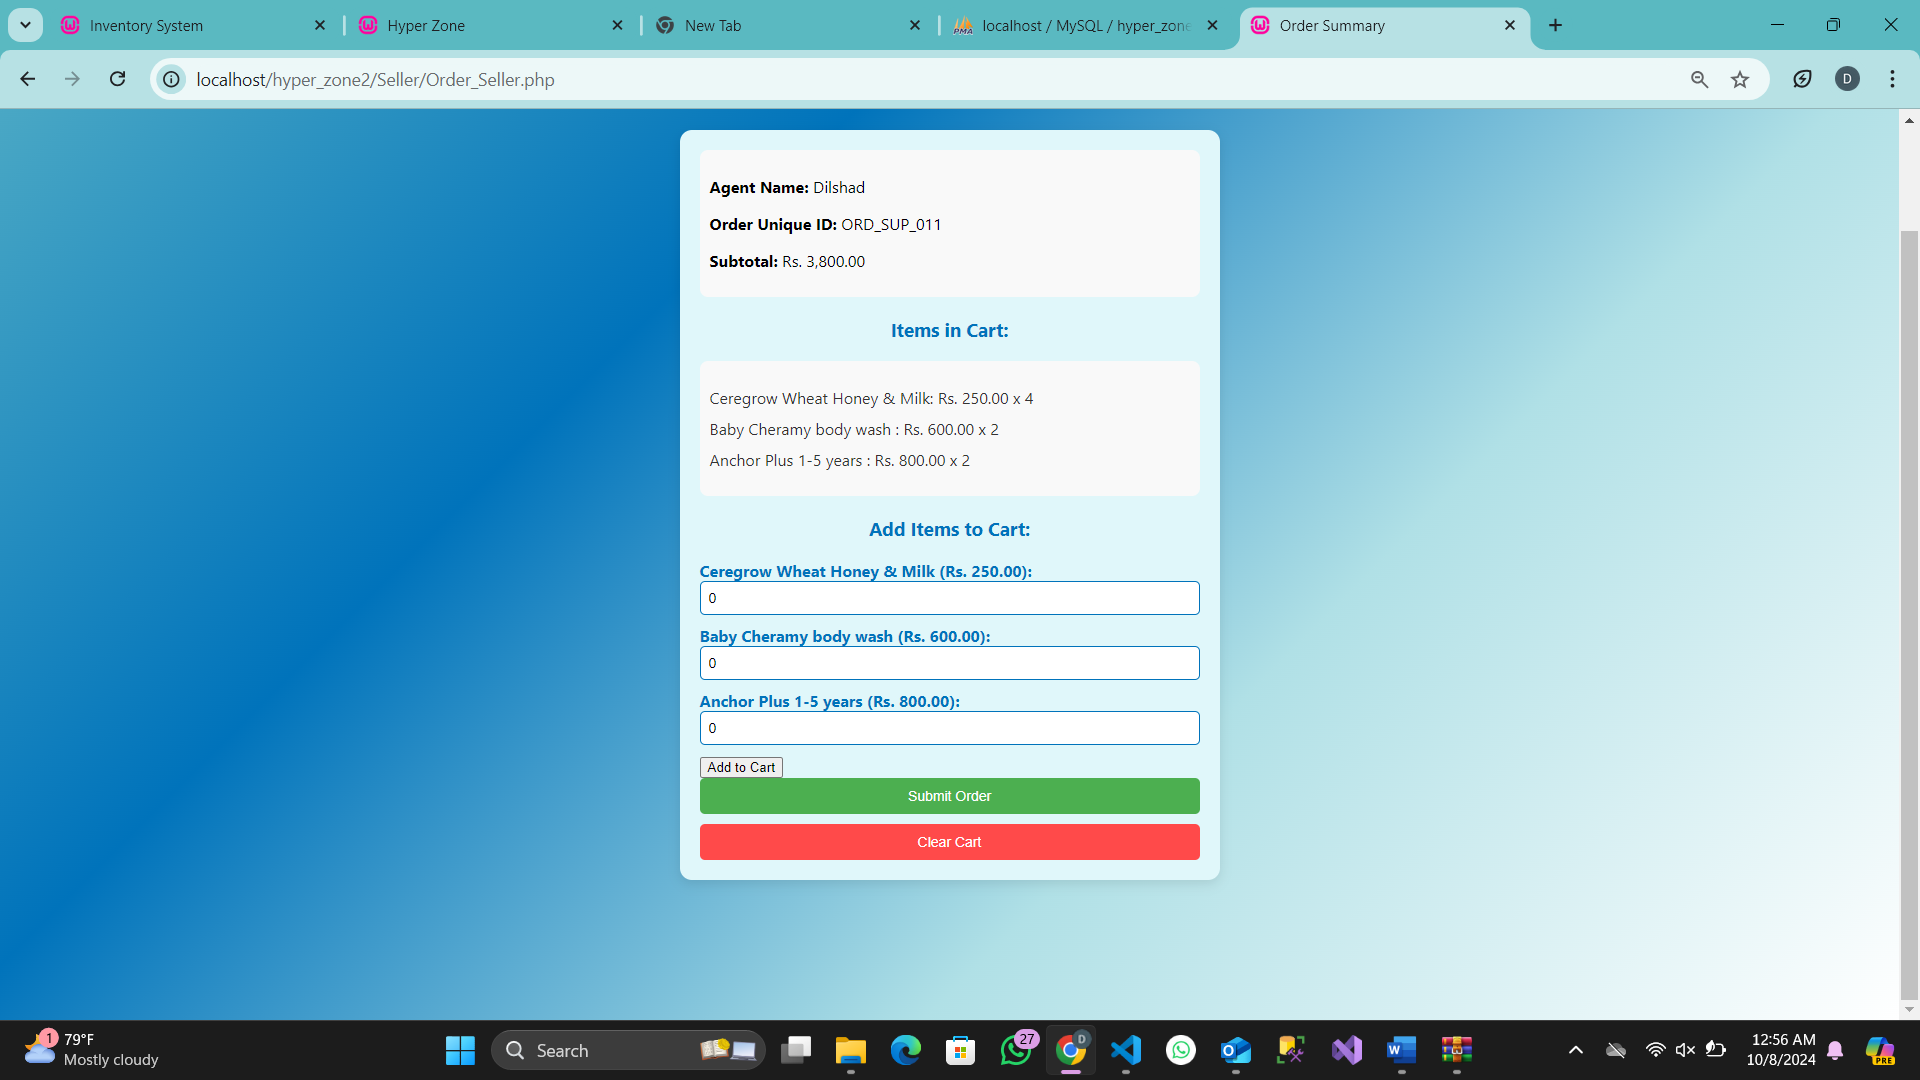 Inventory System
Hyper Zone
New Tab
localhost / MySQL / hyper_zone
Order Summary
localhost/hyper_zone2/Seller/Order_Seller.php
D
Agent Name: Dilshad
Order Unique ID: ORD_SUP_011
Subtotal: Rs. 3,800.00
Items in Cart:
Ceregrow Wheat Honey & Milk: Rs. 250.00 x 4
Baby Cheramy body wash : Rs. 600.00 x 2
Anchor Plus 1-5 years : Rs. 800.00 x 2
Add Items to Cart:
Ceregrow Wheat Honey & Milk (Rs. 250.00):
0
Baby Cheramy body wash (Rs. 600.00):
0
Anchor Plus 1-5 years (Rs. 800.00):
0
Add to Cart
Submit Order
Clear Cart
1
79°F
Mostly cloudy
Search
27
D
12:56 AM
10/8/2024
PRE